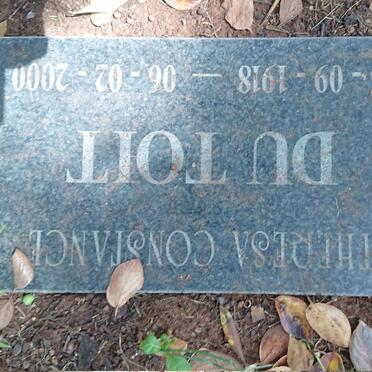 THERESA CONSTANCE
DU TOIT
- 09 - 1918 — 06 - 02 - 2000